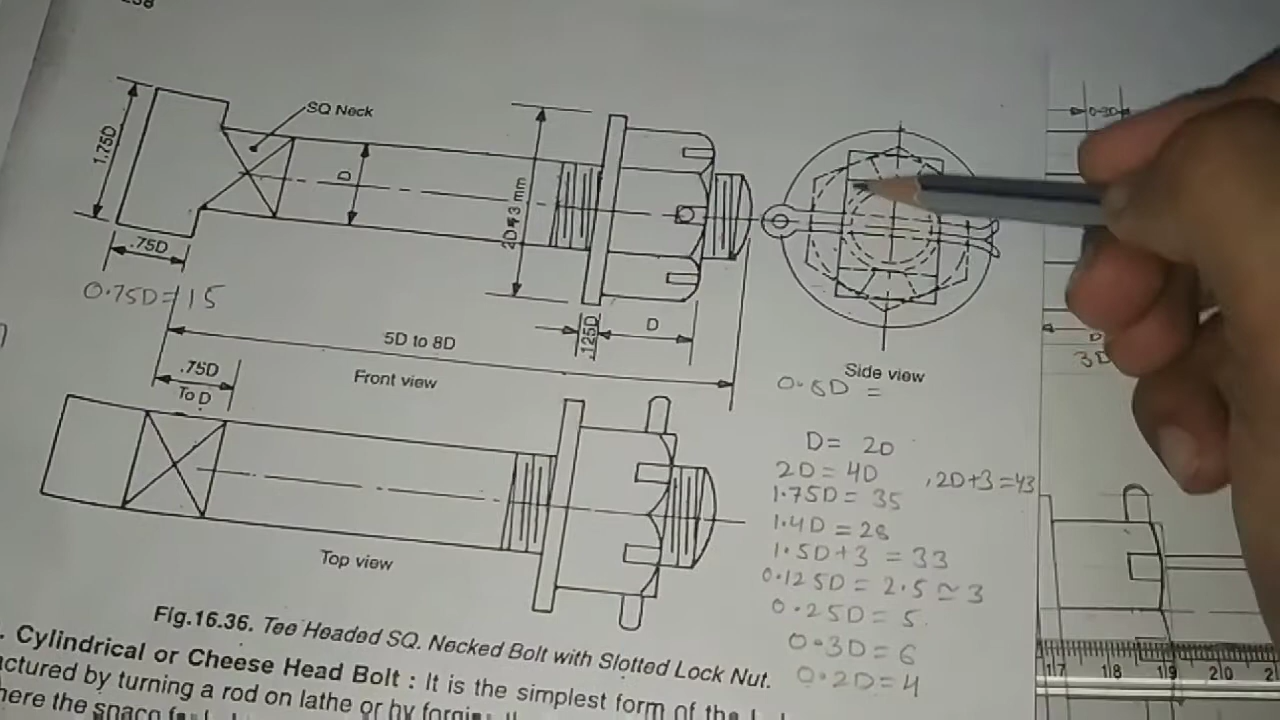 SQ Neck
1.75D
D
2D+3 mm
.75D
0.75D=15
.125D
D
5D to 8D
Front view
Side view
.75D
To D
0.5D =
D= 20
2D = 40 , 2D+3=43
1.75D = 35
1.4D = 28
1.5D+3 = 33
0.125D = 2.5 ≃ 3
0.25D = 5
0.3D = 6
0.2D = 4
Top view
Fig.16.36. Tee Headed SQ. Necked Bolt with Slotted Lock Nut.
. Cylindrical or Cheese Head Bolt : It is the simplest form of the
by turning a rod on lathe or by
the
3D
17 18 19 20